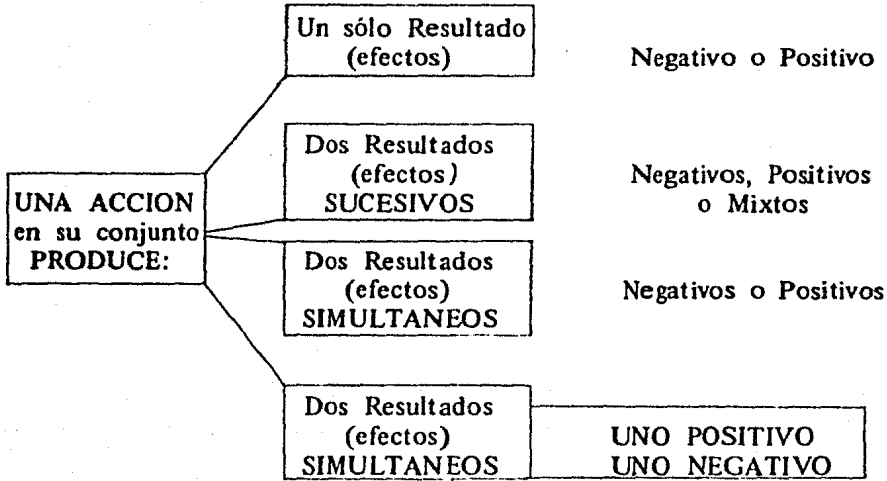 Un sólo Resultado
(efectos)
Negativo o Positivo
Dos Resultados
(efectos)
SUCESIVOS
Negativos, Positivos
o Mixtos
UNA ACCION
en su conjunto
PRODUCE:
Dos Resultados
(efectos)
SIMULTANEOS
Negativos o Positivos
Dos Resultados
(efectos)
SIMULTANEOS
UNO POSITIVO
UNO NEGATIVO